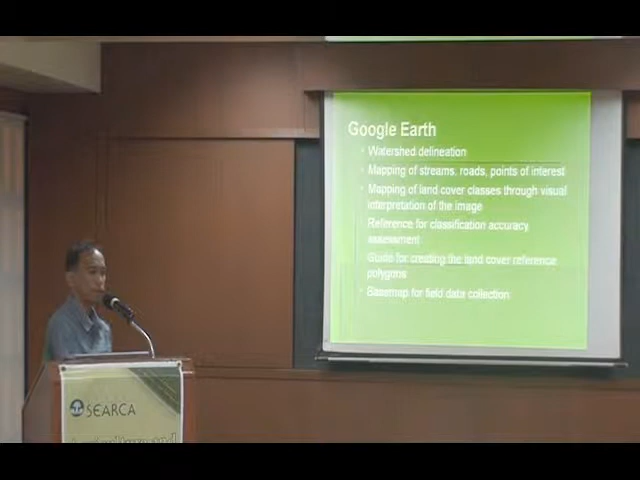 Google Earth
Watershed delineation
Mapping of streams, roads, points of interest
Mapping of land cover classes through visual
interpretation of the image
Reference for classification accuracy
assessment
Guide for creating the land cover reference
polygons
Basemap for field data collection
SEARCA
Agriculture and